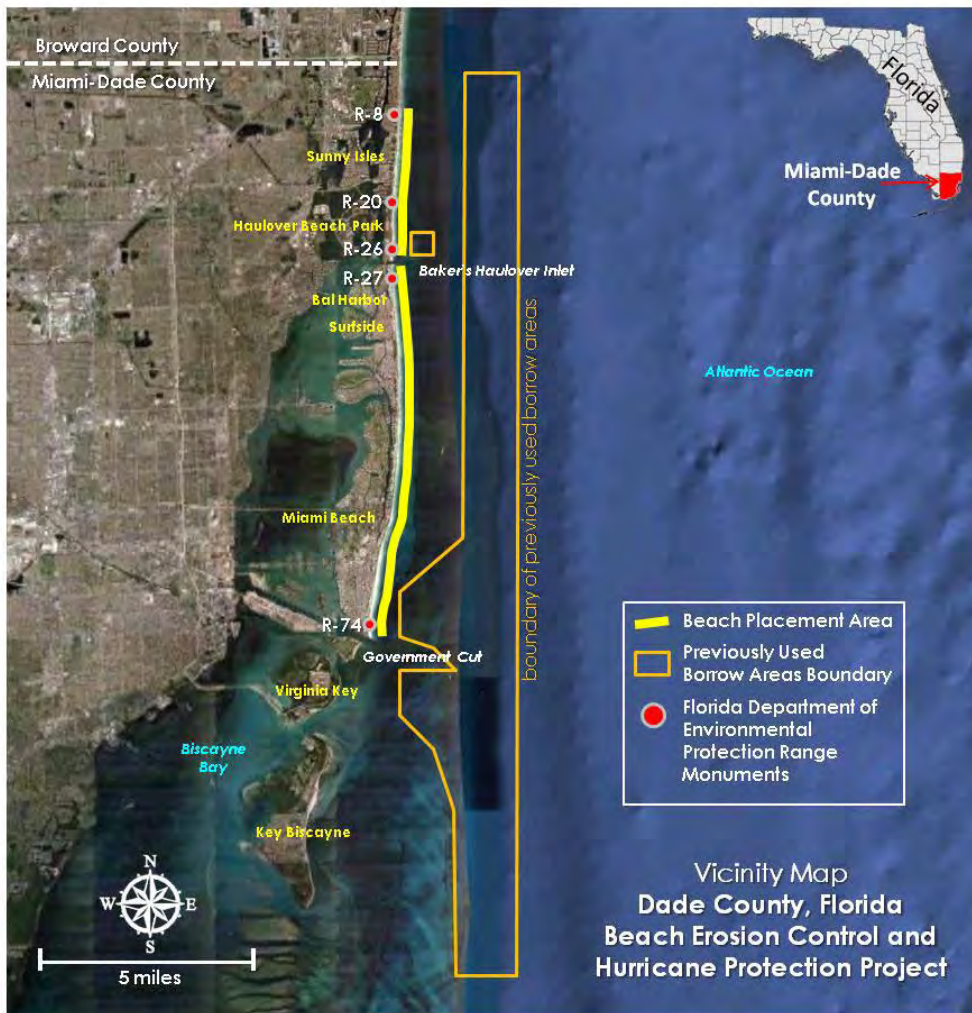 Broward County
Miami-Dade County
Florida
Miami-Dade
County
R-8
Sunny Isles
R-20
Haulover Beach Park
R-26
Baker's Haulover Inlet
R-27
Bal Harbor
Surfside
boundary of previously used borrow areas
Atlantic Ocean
Miami Beach
R-74
Government Cut
Virginia Key
Biscayne
Bay
Key Biscayne
Beach Placement Area
Previously Used
Borrow Areas Boundary
Florida Department of
Environmental
Protection Range
Monuments
N
W
E
S
5 miles
Vicinity Map
Dade County, Florida
Beach Erosion Control and
Hurricane Protection Project